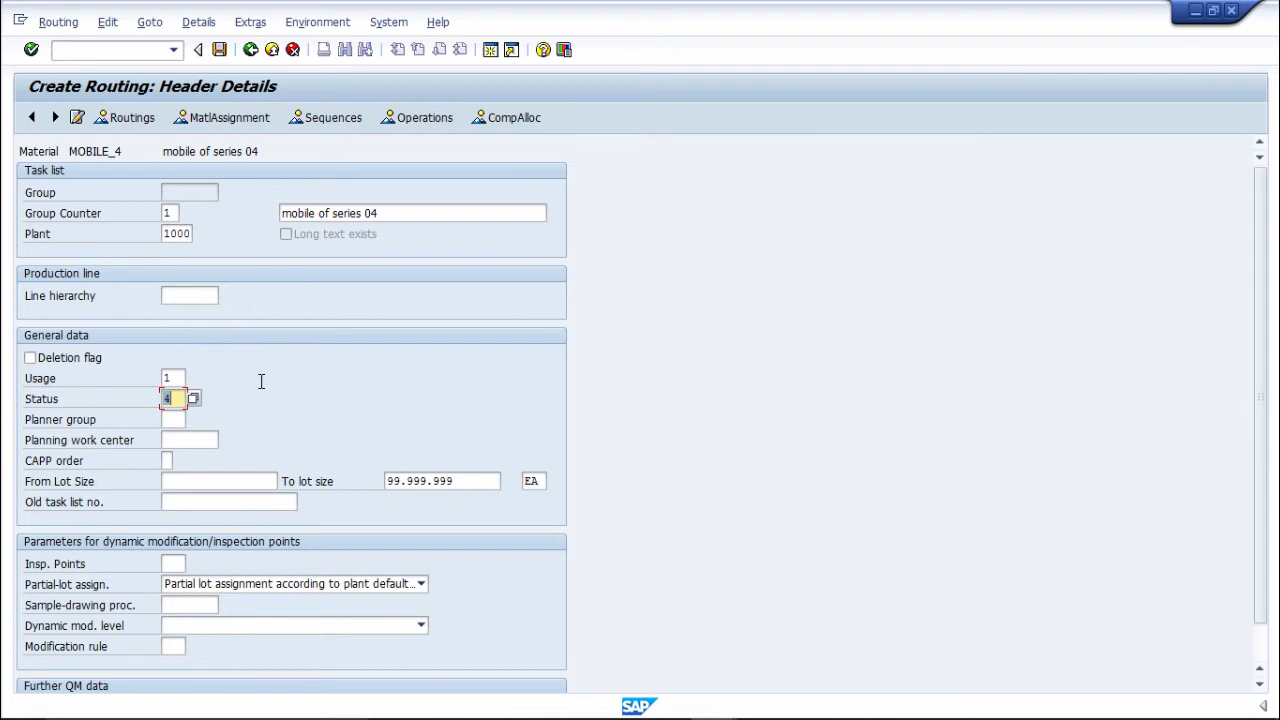 Routing Edit Goto Details Extras Environment System Help
Create Routing: Header Details
Routings MatlAssignment Sequences Operations CompAlloc
Material MOBILE_4 mobile of series 04
Task list
Group
Group Counter 1 mobile of series 04
Plant 1000 Long text exists
Production line
Line hierarchy
General data
Deletion flag
Usage 1
Status 4
Planner group
Planning work center
CAPP order
From Lot Size To lot size 99.999.999 EA
Old task list no.
Parameters for dynamic modification/inspection points
Insp. Points
Partial-lot assign. Partial lot assignment according to plant default...
Sample-drawing proc.
Dynamic mod. level
Modification rule
Further QM data
SAP